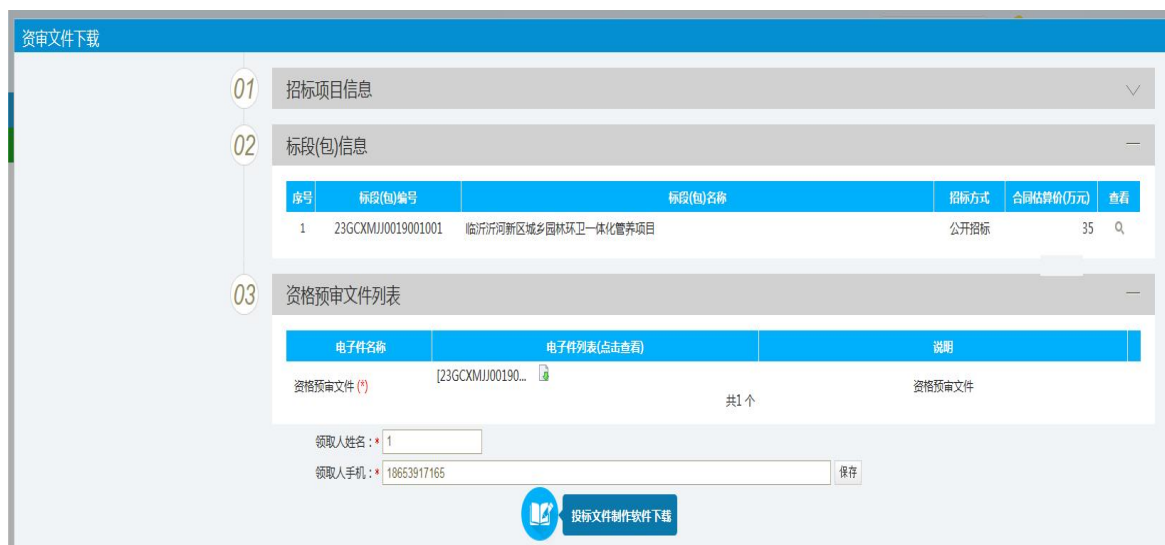 资审文件下载
01 招标项目信息
02 标段(包)信息
序号 标段(包)编号 标段(包)名称 招标方式 合同估算价(万元) 查看
1 23GCXMJJ0019001001 临沂沂河新区城乡园林环卫一体化管养项目 公开招标 35
03 资格预审文件列表
电子件名称 电子件列表(点击查看) 说明
资格预审文件 (*) [23GCXMJJ00190... 资格预审文件
共1 个
领取人姓名:* 1
领取人手机:* 18653917165 保存
投标文件制作软件下载